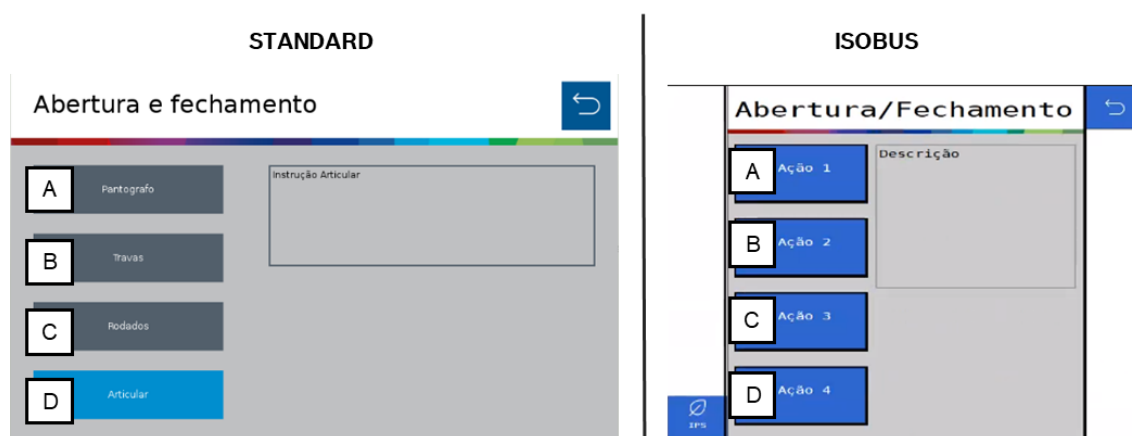 STANDARD
Abertura e fechamento
A
Pantografo
B
Travas
C
Rodados
D
Articular
Instrução Articular
ISOBUS
Abertura/Fechamento
A
Ação 1
B
Ação 2
C
Ação 3
D
Ação 4
Descrição
IPS